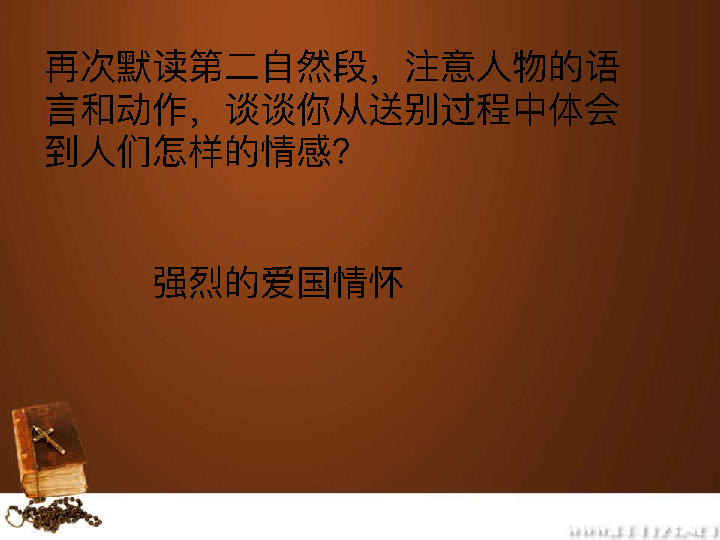 再次默读第二自然段，注意人物的语
言和动作，谈谈你从送别过程中体会
到人们怎样的情感？
强烈的爱国情怀